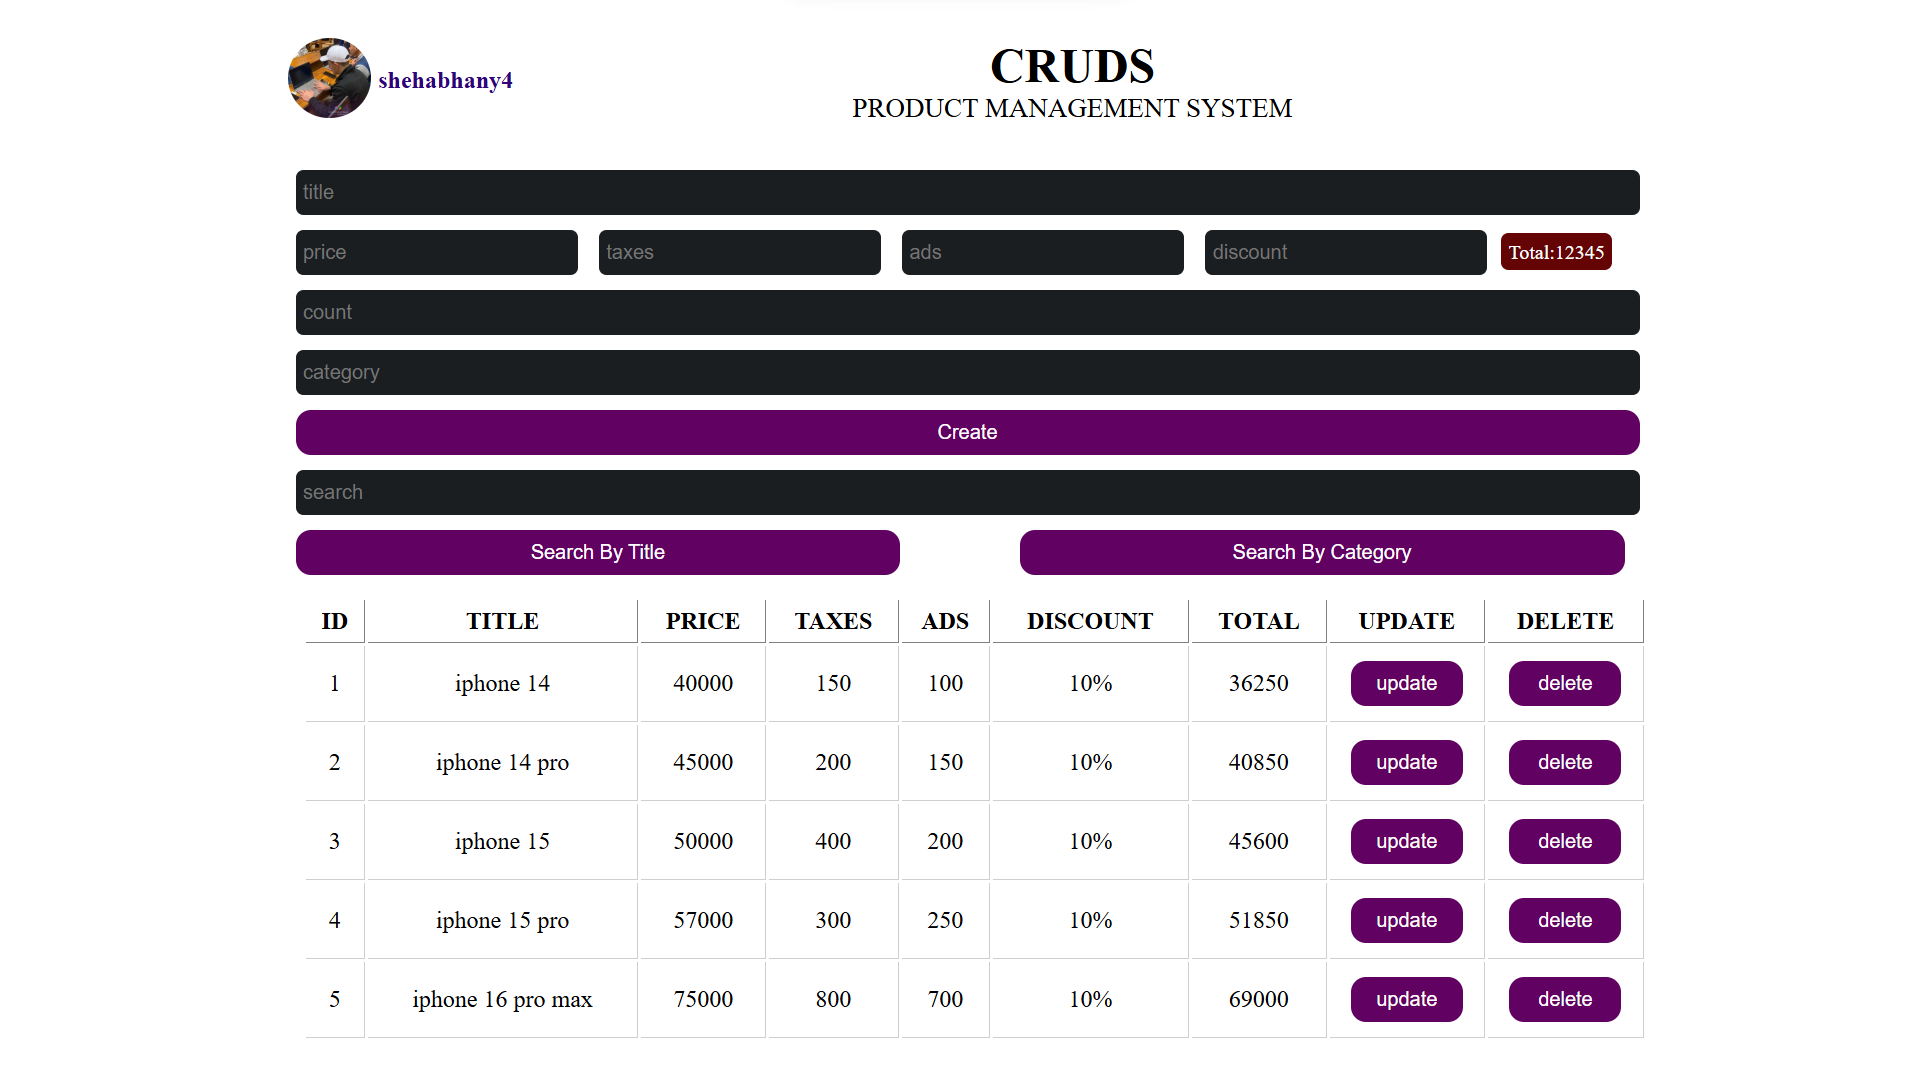 shehabhany4
CRUDS
PRODUCT MANAGEMENT SYSTEM
title
price taxes ads discount Total:12345
count
category
Create
search
Search By Title Search By Category
ID TITLE PRICE TAXES ADS DISCOUNT TOTAL UPDATE DELETE
1 iphone 14 40000 150 100 10% 36250 update delete
2 iphone 14 pro 45000 200 150 10% 40850 update delete
3 iphone 15 50000 400 200 10% 45600 update delete
4 iphone 15 pro 57000 300 250 10% 51850 update delete
5 iphone 16 pro max 75000 800 700 10% 69000 update delete